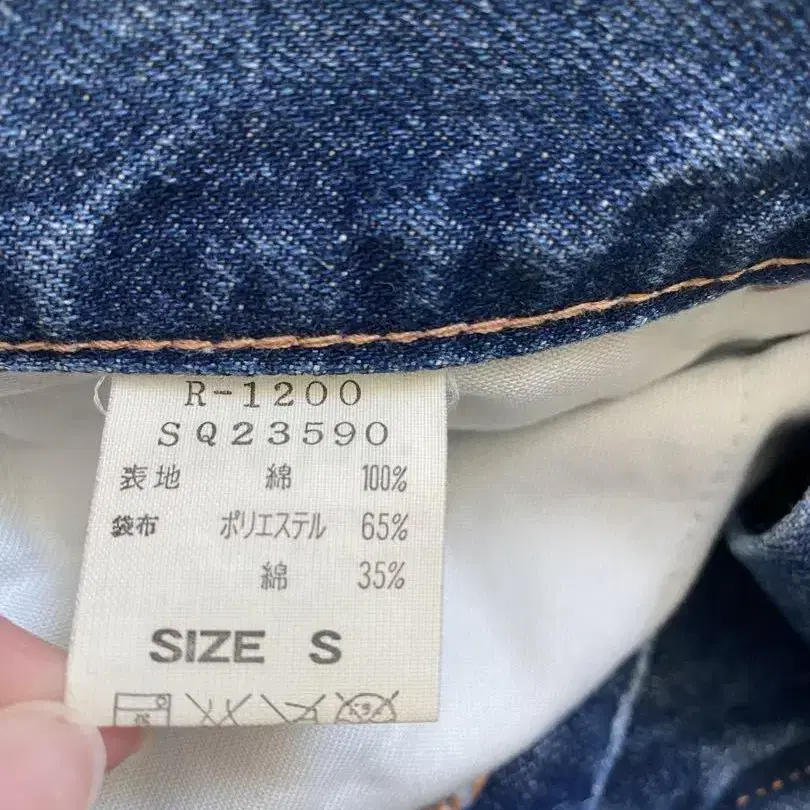 R-1200
SQ23590
表地 綿 100%
袋布 ポリエステル 65%
綿 35%
SIZE S